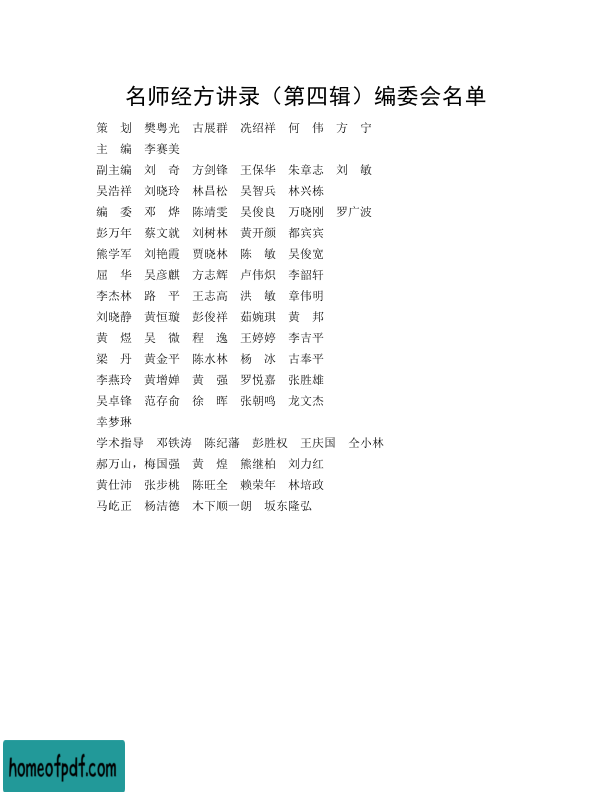 名师经方讲录（第四辑）编委会名单
策　划　樊粤光　古展群　冼绍祥　何　伟　方　宁
主　编　李赛美
副主编　刘　奇　方剑锋　王保华　朱章志　刘　敏
吴浩祥　刘晓玲　林昌松　吴智兵　林兴栋
编　委　邓　烨　陈靖雯　吴俊良　万晓刚　罗广波
彭万年　蔡文就　刘树林　黄开颜　都宾宾
熊学军　刘艳霞　贾晓林　陈　敏　吴俊宽
屈　华　吴彦麒　方志辉　卢伟炽　李韶轩
李杰林　路　平　王志高　洪　敏　章伟明
刘晓静　黄恒璇　彭俊祥　茹婉琪　黄　邦
黄　煜　吴　微　程　逸　王婷婷　李吉平
梁　丹　黄金平　陈水林　杨　冰　古奉平
李燕玲　黄增婵　黄　强　罗悦嘉　张胜雄
吴卓锋　范存俞　徐　晖　张朝鸣　龙文杰
幸梦琳
学术指导　邓铁涛　陈纪藩　彭胜权　王庆国　仝小林
郝万山，梅国强　黄　煌　熊继柏　刘力红
黄仕沛　张步桃　陈旺全　赖荣年　林培政
马屹正　杨洁德　木下顺一朗　坂东隆弘
homeofpdf.com